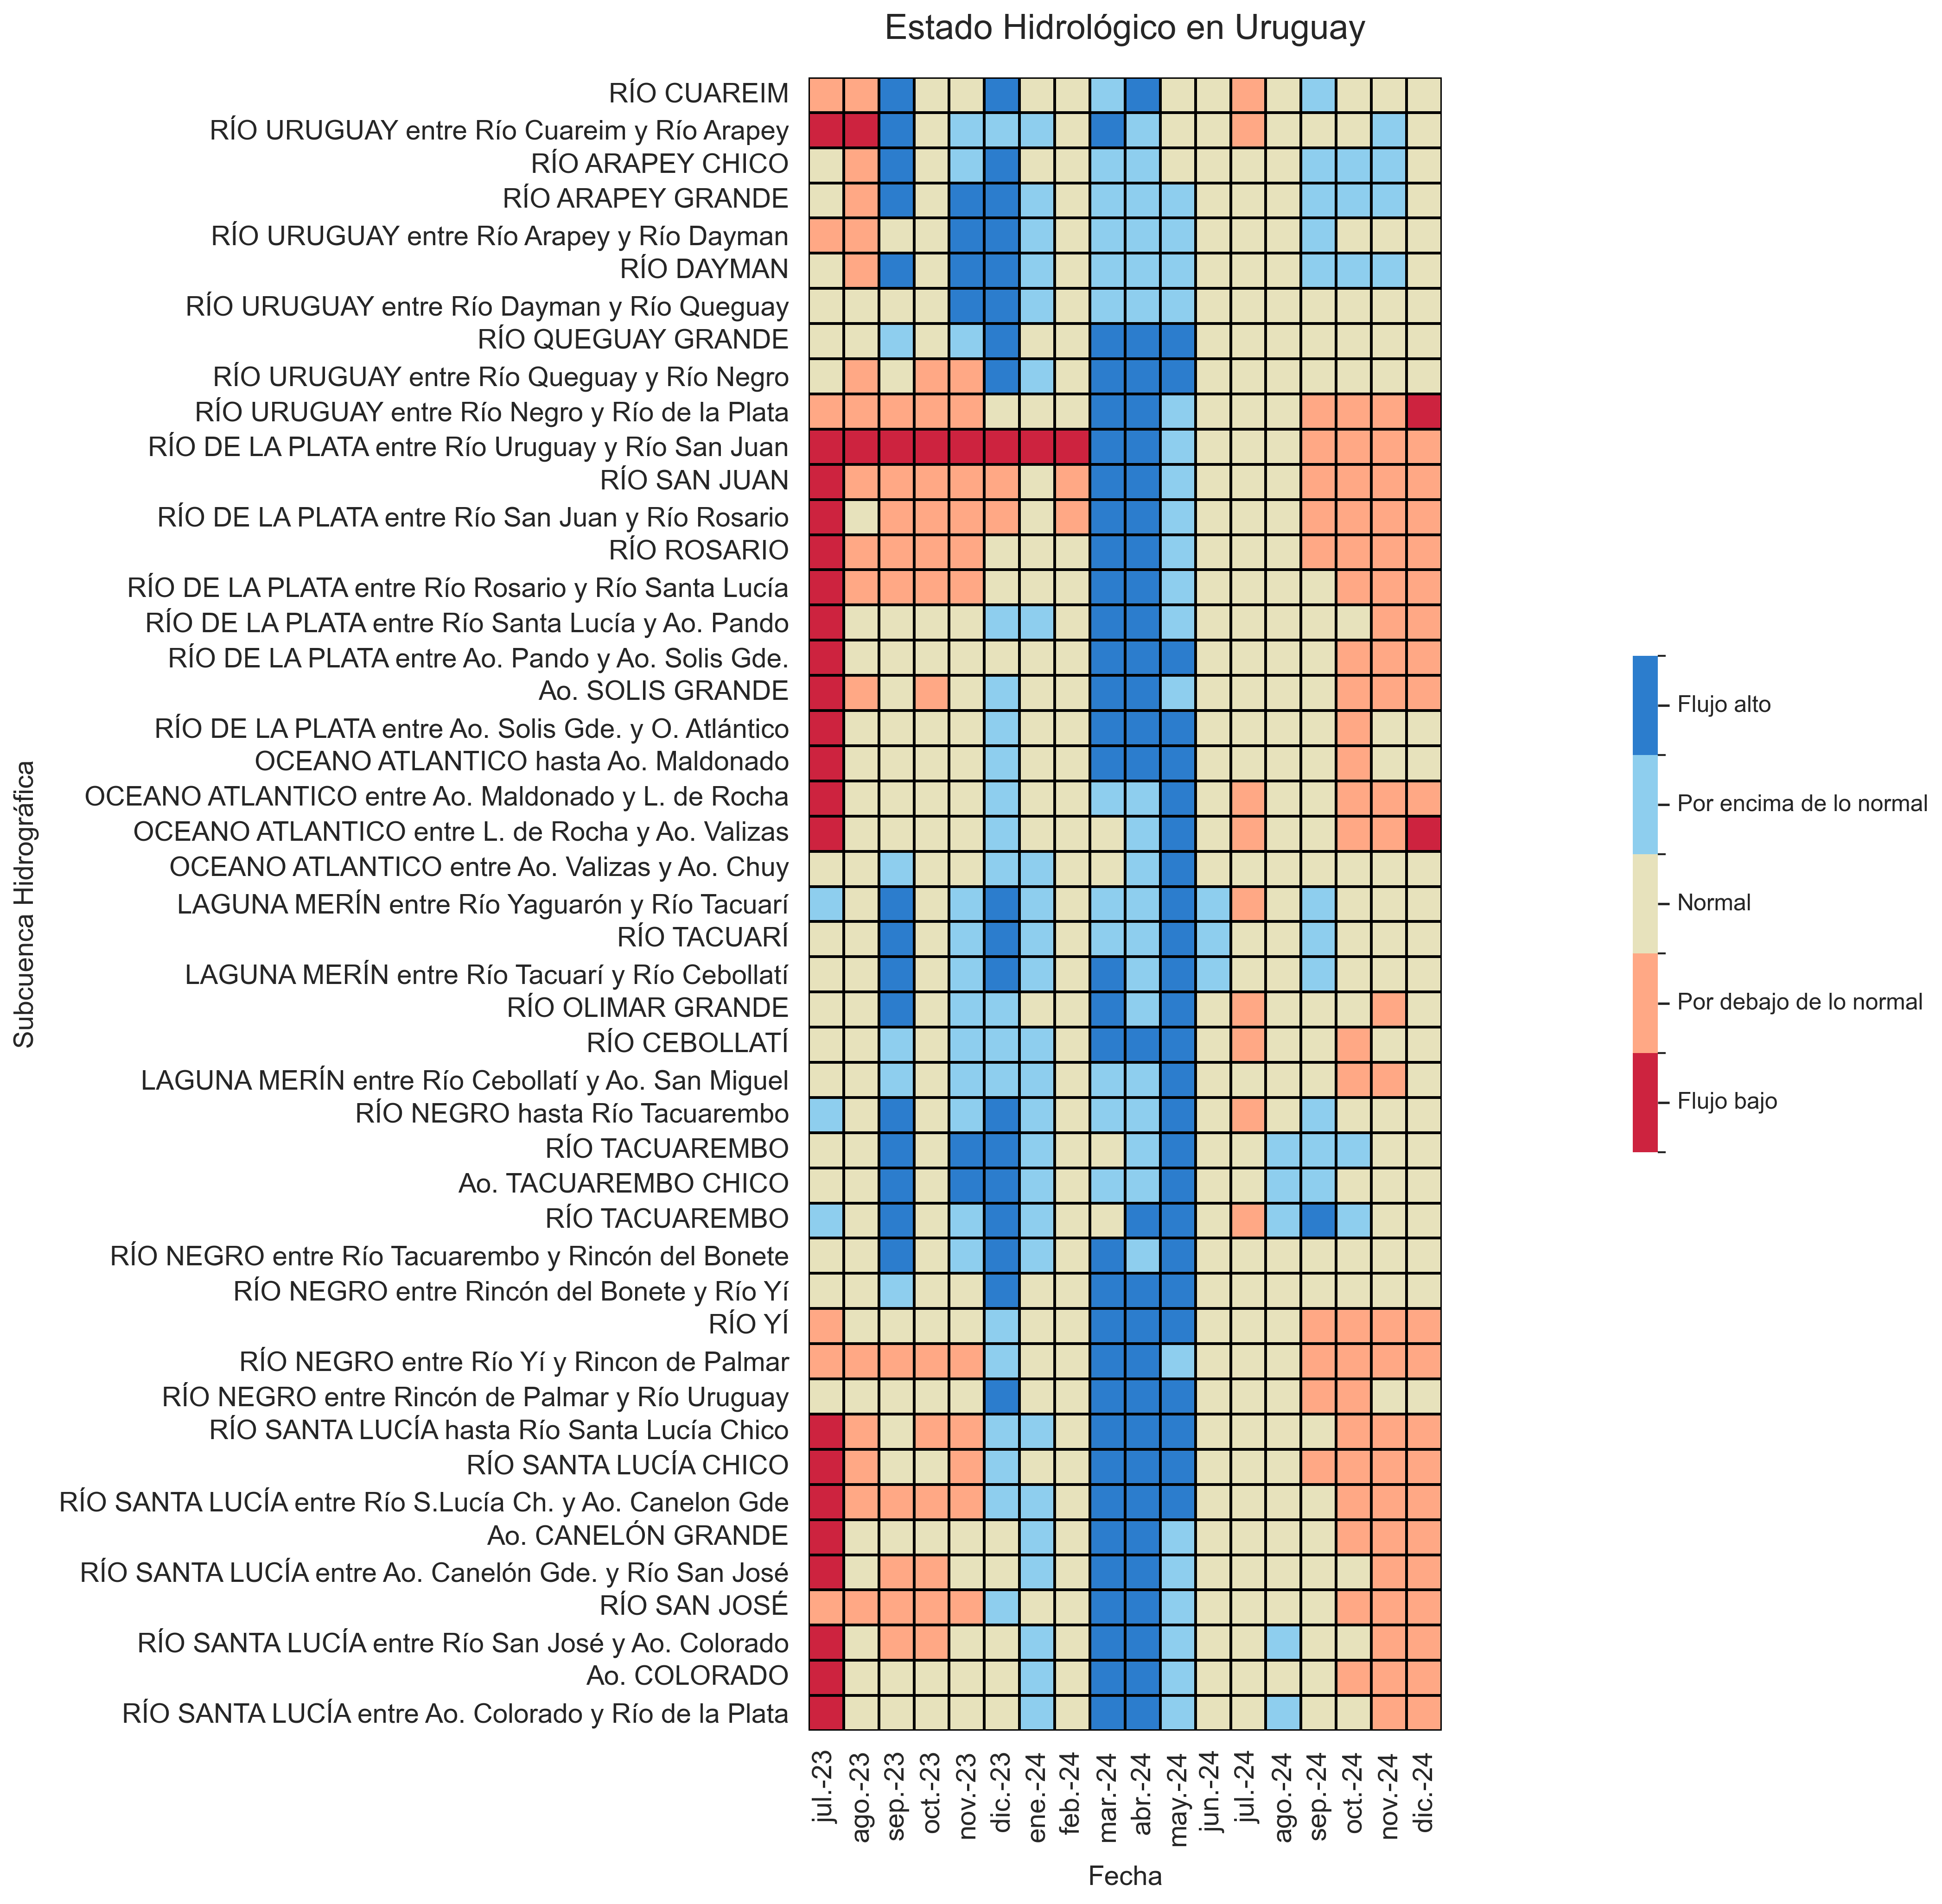 Estado Hidrológico en Uruguay
RÍO CUAREIM
RÍO URUGUAY entre Río Cuareim y Río Arapey
RÍO ARAPEY CHICO
RÍO ARAPEY GRANDE
RÍO URUGUAY entre Río Arapey y Río Dayman
RÍO DAYMAN
RÍO URUGUAY entre Río Dayman y Río Queguay
RÍO QUEGUAY GRANDE
RÍO URUGUAY entre Río Queguay y Río Negro
RÍO URUGUAY entre Río Negro y Río de la Plata
RÍO DE LA PLATA entre Río Uruguay y Río San Juan
RÍO SAN JUAN
RÍO DE LA PLATA entre Río San Juan y Río Rosario
RÍO ROSARIO
RÍO DE LA PLATA entre Río Rosario y Río Santa Lucía
RÍO DE LA PLATA entre Río Santa Lucía y Ao. Pando
RÍO DE LA PLATA entre Ao. Pando y Ao. Solis Gde.
Ao. SOLIS GRANDE
RÍO DE LA PLATA entre Ao. Solis Gde. y O. Atlántico
OCEANO ATLANTICO hasta Ao. Maldonado
OCEANO ATLANTICO entre Ao. Maldonado y L. de Rocha
OCEANO ATLANTICO entre L. de Rocha y Ao. Valizas
OCEANO ATLANTICO entre Ao. Valizas y Ao. Chuy
LAGUNA MERÍN entre Río Yaguarón y Río Tacuarí
RÍO TACUARÍ
LAGUNA MERÍN entre Río Tacuarí y Río Cebollatí
RÍO OLIMAR GRANDE
RÍO CEBOLLATÍ
LAGUNA MERÍN entre Río Cebollatí y Ao. San Miguel
RÍO NEGRO hasta Río Tacuarembo
RÍO TACUAREMBO
Ao. TACUAREMBO CHICO
RÍO TACUAREMBO
RÍO NEGRO entre Río Tacuarembo y Rincón del Bonete
RÍO NEGRO entre Rincón del Bonete y Río Yí
RÍO YÍ
RÍO NEGRO entre Río Yí y Rincon de Palmar
RÍO NEGRO entre Rincón de Palmar y Río Uruguay
RÍO SANTA LUCÍA hasta Río Santa Lucía Chico
RÍO SANTA LUCÍA CHICO
RÍO SANTA LUCÍA entre Río S.Lucía Ch. y Ao. Canelon Gde
Ao. CANELÓN GRANDE
RÍO SANTA LUCÍA entre Ao. Canelón Gde. y Río San José
RÍO SAN JOSÉ
RÍO SANTA LUCÍA entre Río San José y Ao. Colorado
Ao. COLORADO
RÍO SANTA LUCÍA entre Ao. Colorado y Río de la Plata
Subcuenca Hidrográfica
jul.-23
ago.-23
sep.-23
oct.-23
nov.-23
dic.-23
ene.-24
feb.-24
mar.-24
abr.-24
may.-24
jun.-24
jul.-24
ago.-24
sep.-24
oct.-24
nov.-24
dic.-24
Fecha
Flujo alto
Por encima de lo normal
Normal
Por debajo de lo normal
Flujo bajo